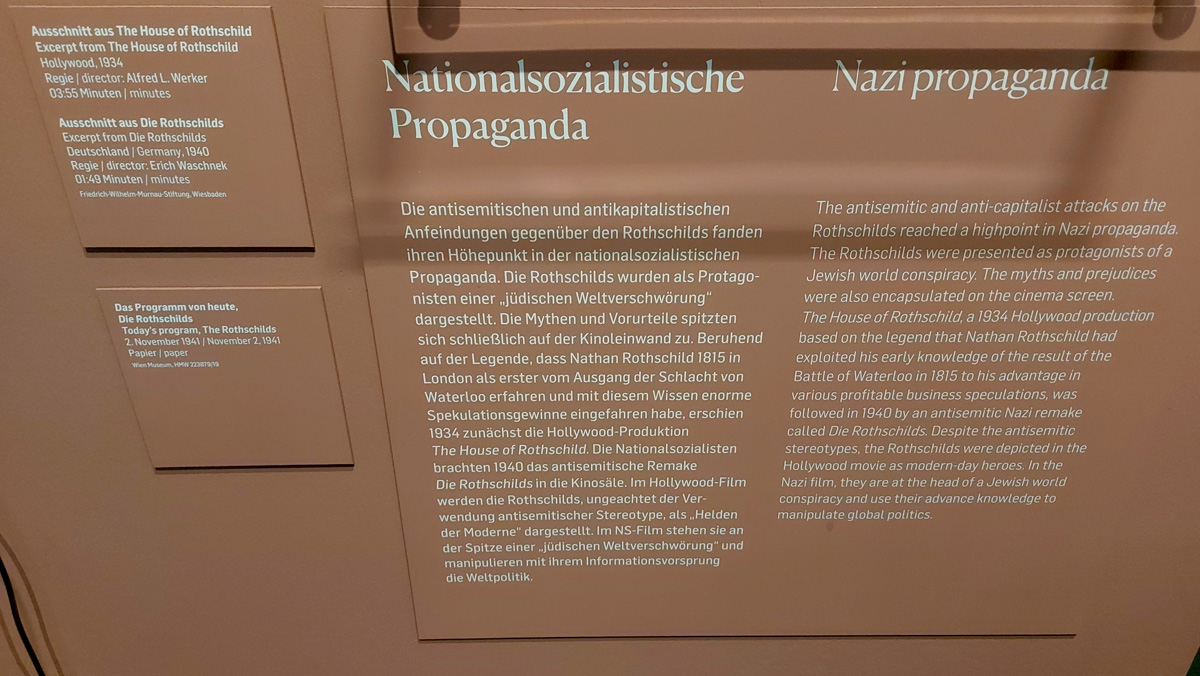 Ausschnitt aus The House of Rothschild
Excerpt from The House of Rothschild
Hollywood, 1934
Regie / director: Alfred L. Werker
03:55 Minuten / minutes
Ausschnitt aus Die Rothschilds
Excerpt from Die Rothschilds
Deutschland / Germany, 1940
Regie / director: Erich Waschnek
01:49 Minuten / minutes
Friedrich-Wilhelm-Murnau-Stiftung, Wiesbaden
Das Programm von heute,
Die Rothschilds
Today's program, The Rothschilds
2. November 1941 / November 2, 1941
Papier / paper
Wien Museum, HMW 223879/19
Nationalsozialistische
Propaganda
Die antisemitischen und antikapitalistischen
Anfeindungen gegenüber den Rothschilds fanden
ihren Höhepunkt in der nationalsozialistischen
Propaganda. Die Rothschilds wurden als Protago-
nisten einer „jüdischen Weltverschwörung“
dargestellt. Die Mythen und Vorurteile spitzten
sich schließlich auf der Kinoleinwand zu. Beruhend
auf der Legende, dass Nathan Rothschild 1815 in
London als erster vom Ausgang der Schlacht von
Waterloo erfahren und mit diesem Wissen enorme
Spekulationsgewinne eingefahren habe, erschien
1934 zunächst die Hollywood-Produktion
The House of Rothschild. Die Nationalsozialisten
brachten 1940 das antisemitische Remake
Die Rothschilds in die Kinosäle. Im Hollywood-Film
werden die Rothschilds, ungeachtet der Ver-
wendung antisemitischer Stereotype, als „Helden
der Moderne“ dargestellt. Im NS-Film stehen sie an
der Spitze einer „jüdischen Weltverschwörung“ und
manipulieren mit ihrem Informationsvorsprung
die Weltpolitik.
Nazi propaganda
The antisemitic and anti-capitalist attacks on the
Rothschilds reached a highpoint in Nazi propaganda.
The Rothschilds were presented as protagonists of a
Jewish world conspiracy. The myths and prejudices
were also encapsulated on the cinema screen.
The House of Rothschild, a 1934 Hollywood production
based on the legend that Nathan Rothschild had
exploited his early knowledge of the result of the
Battle of Waterloo in 1815 to his advantage in
various profitable business speculations, was
followed in 1940 by an antisemitic Nazi remake
called Die Rothschilds. Despite the antisemitic
stereotypes, the Rothschilds were depicted in the
Hollywood movie as modern-day heroes. In the
Nazi film, they are at the head of a Jewish world
conspiracy and use their advance knowledge to
manipulate global politics.